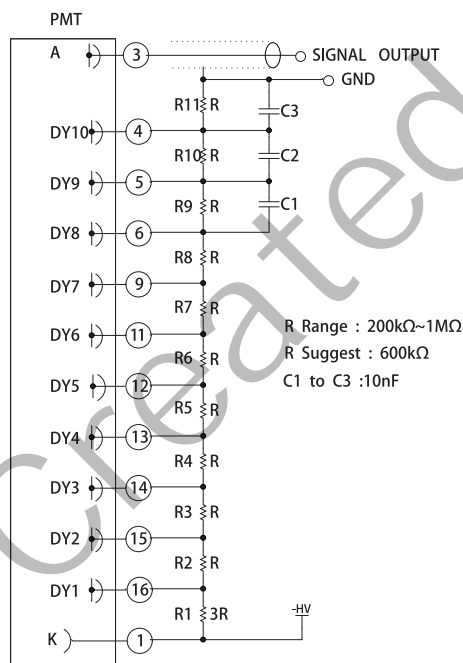 PMT
A 3 SIGNAL OUTPUT
GND
R11 R C3
DY10 4
R10 R C2
DY9 5
R9 R C1
DY8 6
R8 R
DY7 9
R7 R
DY6 11
R Range : 200kΩ~1MΩ
R6 R
R Suggest : 600kΩ
DY5 12
C1 to C3 :10nF
R5 R
DY4 13
R4 R
DY3 14
R3 R
DY2 15
R2 R
DY1 16
R1 3R -HV
K 1
Created